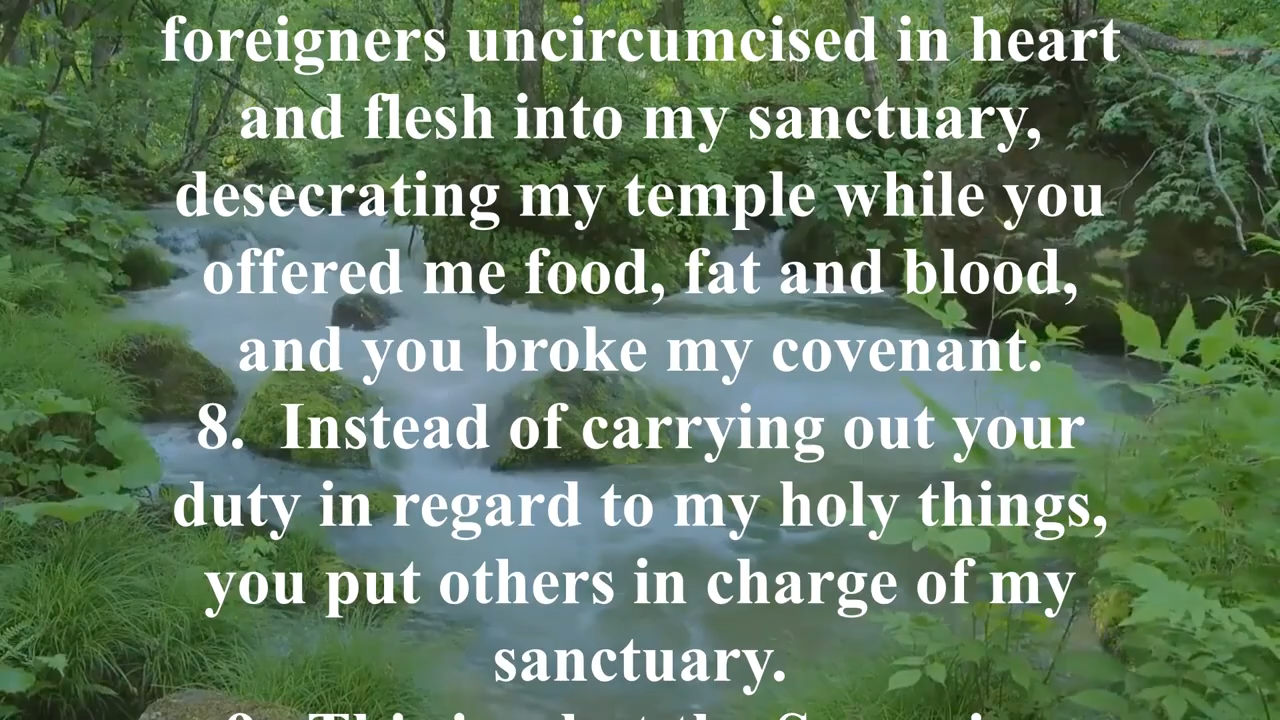 foreigners uncircumcised in heart
and flesh into my sanctuary,
desecrating my temple while you
offered me food, fat and blood,
and you broke my covenant.
8.  Instead of carrying out your
duty in regard to my holy things,
you put others in charge of my
sanctuary.